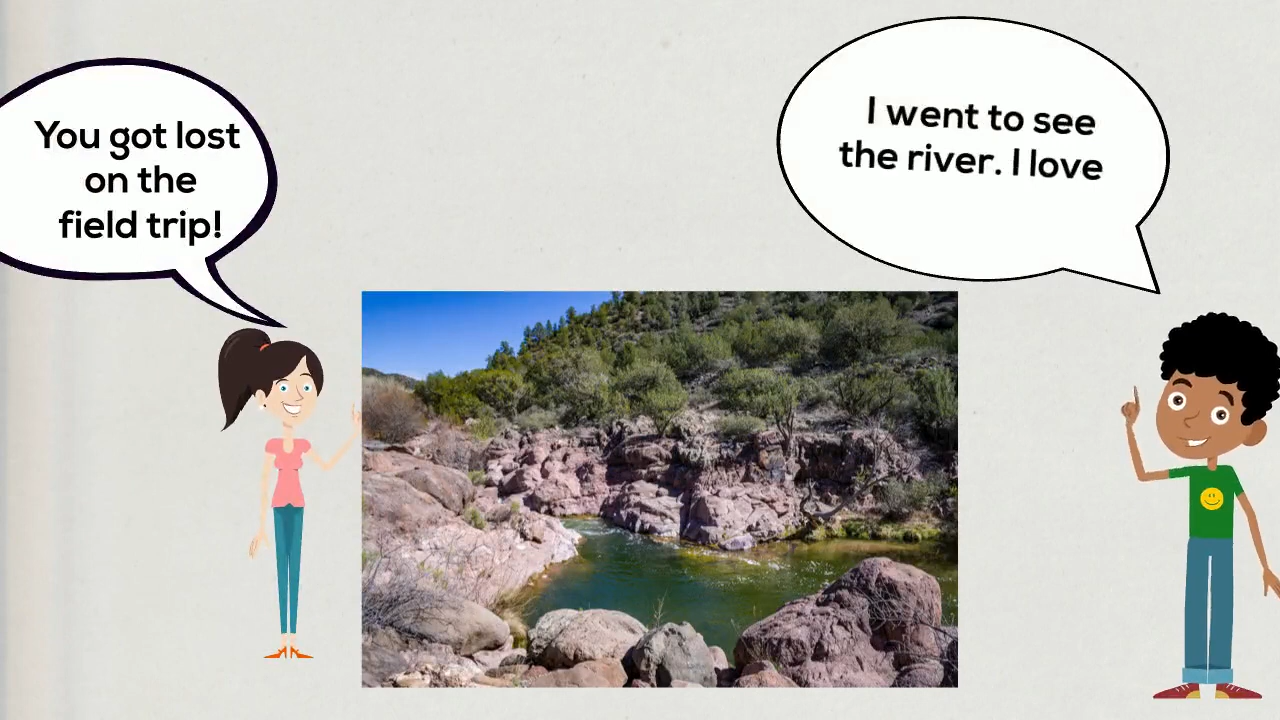 You got lost
on the
field trip!
I went to see
the river. I love